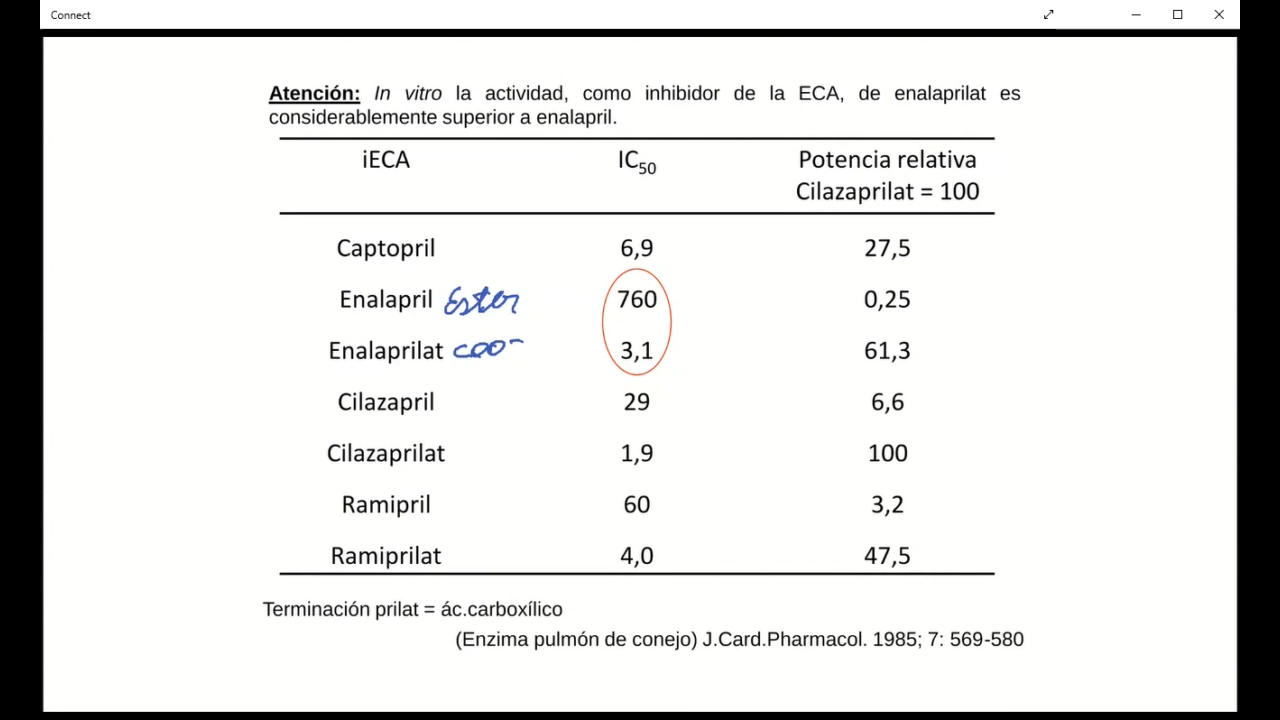 Connect
Atención: In vitro la actividad, como inhibidor de la ECA, de enalaprilat es
considerablemente superior a enalapril.
iECA IC50 Potencia relativa
Cilazaprilat = 100
Captopril 6,9 27,5
Enalapril Ester 760 0,25
Enalaprilat COO- 3,1 61,3
Cilazapril 29 6,6
Cilazaprilat 1,9 100
Ramipril 60 3,2
Ramiprilat 4,0 47,5
Terminación prilat = ác.carboxílico
(Enzima pulmón de conejo) J.Card.Pharmacol. 1985; 7: 569-580